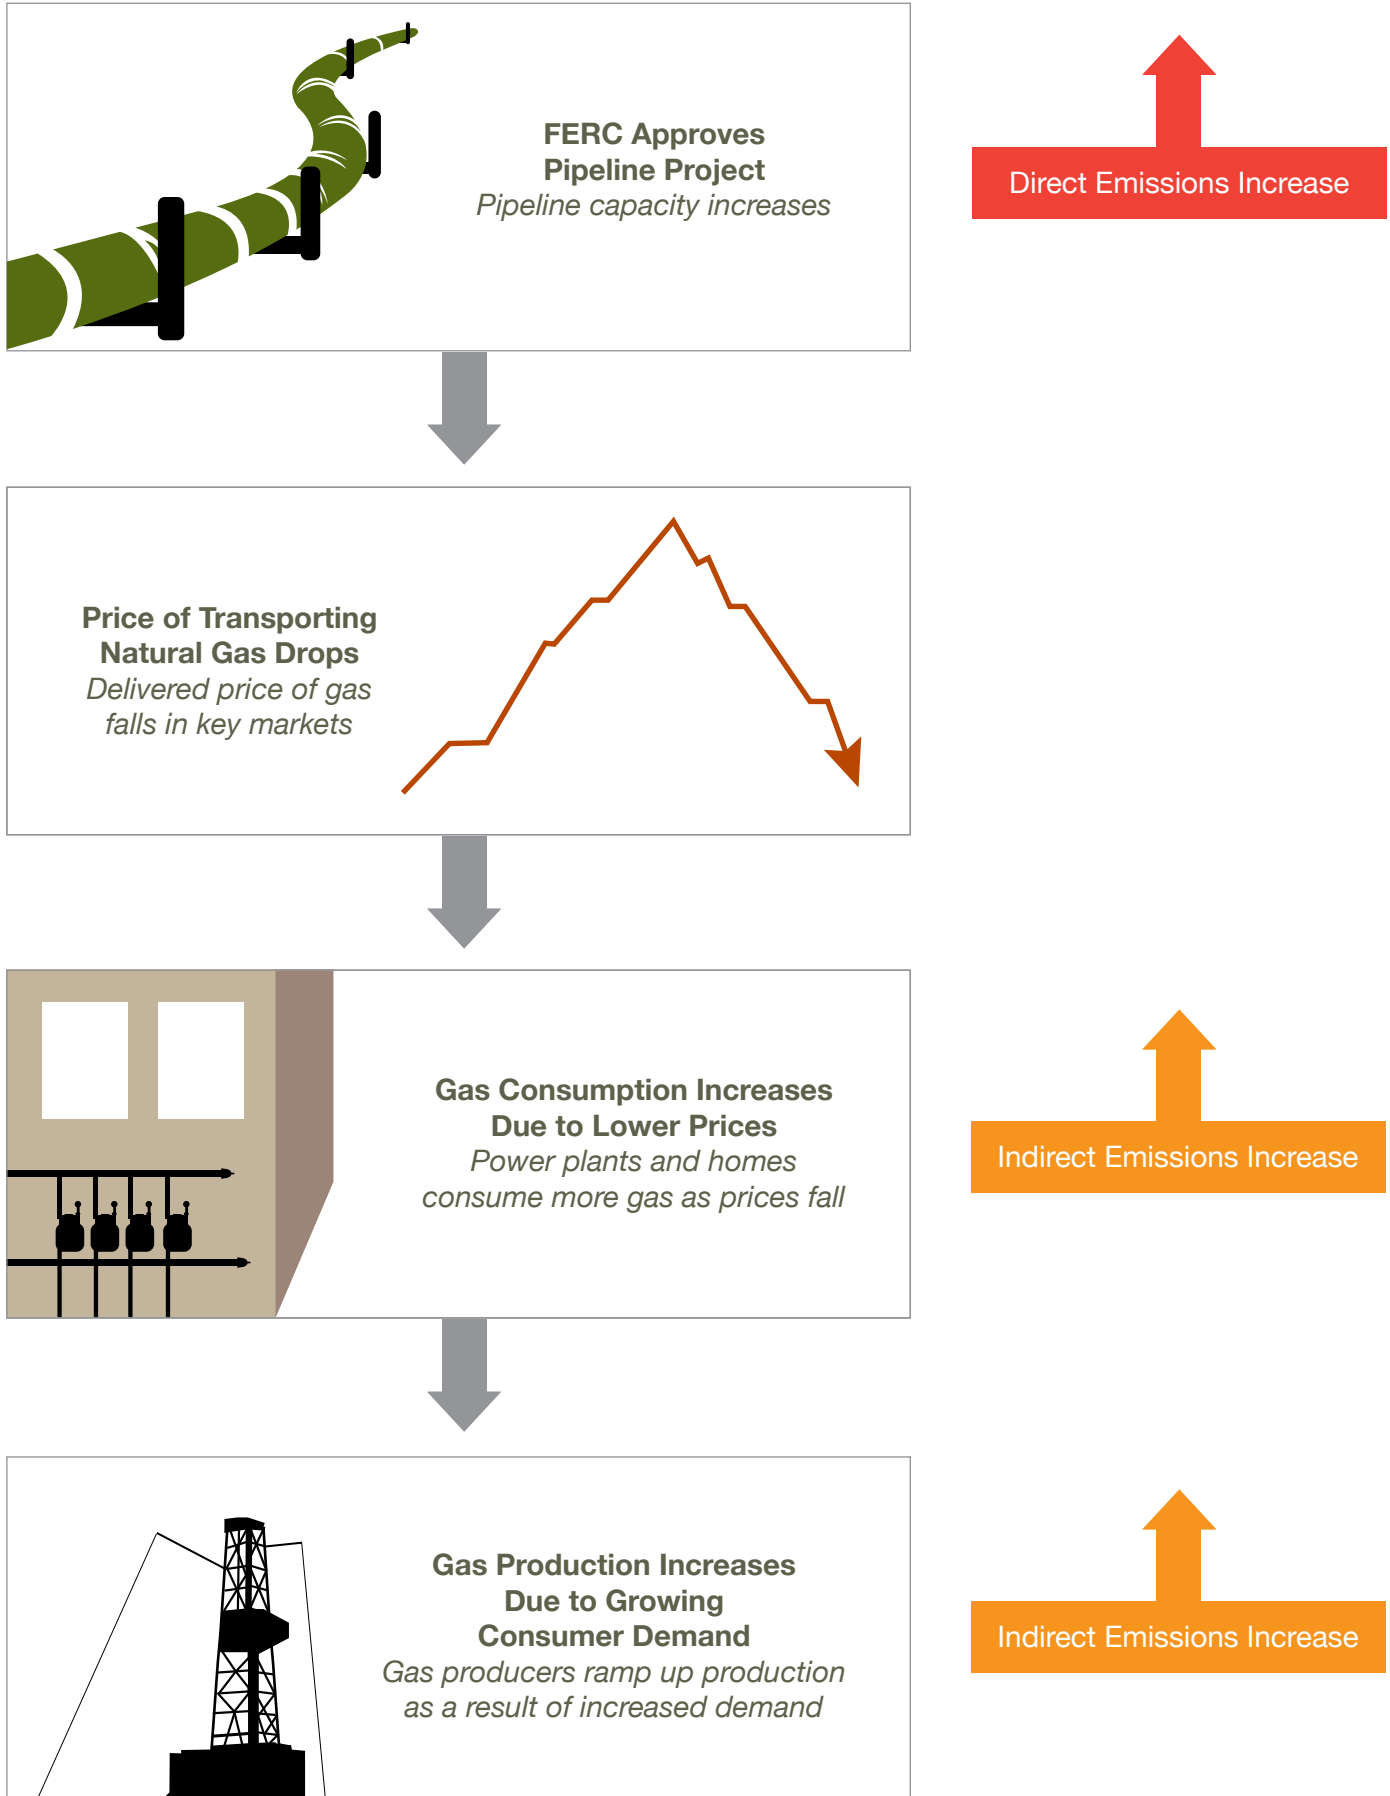 FERC Approves
Pipeline Project
Pipeline capacity increases
Direct Emissions Increase
Price of Transporting
Natural Gas Drops
Delivered price of gas
falls in key markets
Gas Consumption Increases
Due to Lower Prices
Power plants and homes
consume more gas as prices fall
Indirect Emissions Increase
Gas Production Increases
Due to Growing
Consumer Demand
Gas producers ramp up production
as a result of increased demand
Indirect Emissions Increase